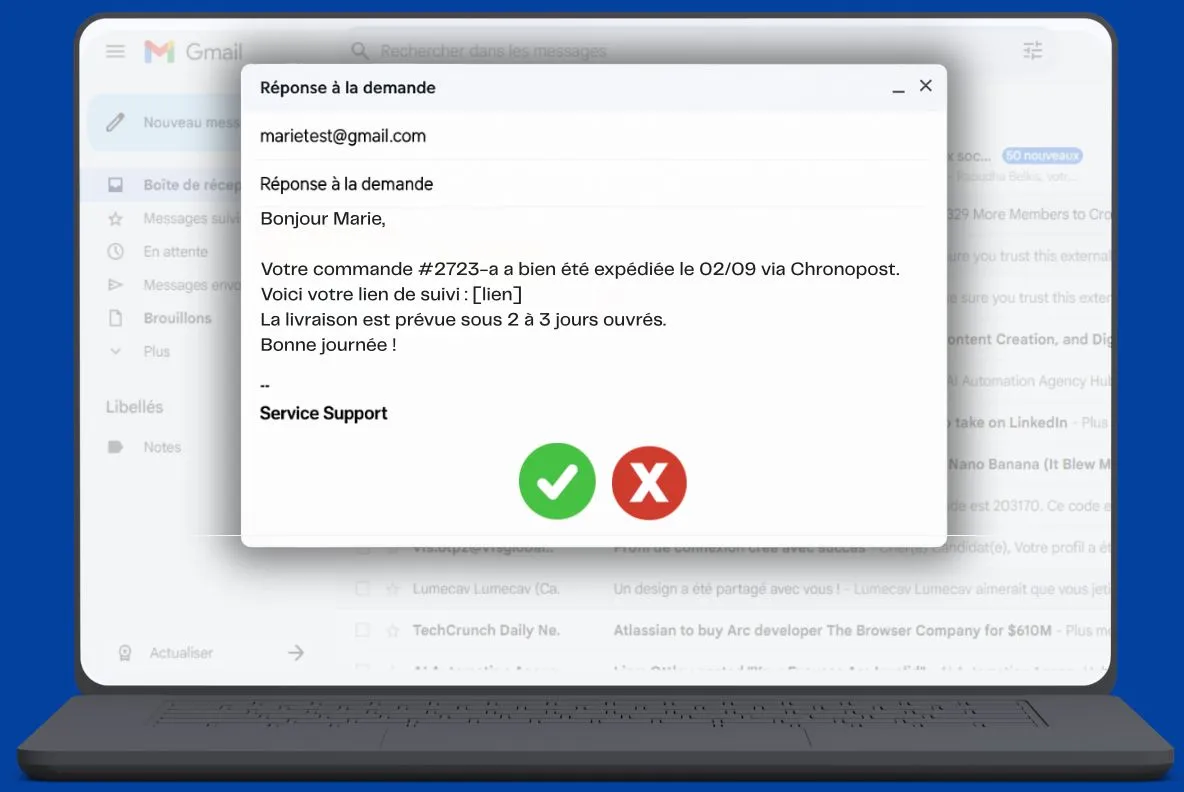 Gmail
Rechercher dans les messages
Réponse à la demande
Nouveau mess
marietest@gmail.com
Boîte de récep
Réponse à la demande
Messages suivi
Bonjour Marie,
En attente
Votre commande #2723-a a bien été expédiée le 02/09 via Chronopost.
Messages envo
Voici votre lien de suivi : [lien]
Brouillons
La livraison est prévue sous 2 à 3 jours ouvrés.
Plus
Bonne journée !
--
Libellés
Service Support
Notes
x soc... 50 nouveaux
329 More Members to Cro
ure you trust this external
e sure you trust this exter
ontent Creation, and Dig
AI Automation Agency Hub
take on LinkedIn - Plus
Nano Banana (It Blew M
de est 203170. Ce code e
Profil de connexion créé avec succès - Cher(e) Candidat(e), Votre profil a ét
Lumecav Lumecav (Ca. Un design a été partagé avec vous ! - Lumecav Lumecav aimerait que vous jeti
TechCrunch Daily Ne. Atlassian to buy Arc developer The Browser Company for $610M - Plus
Actualiser